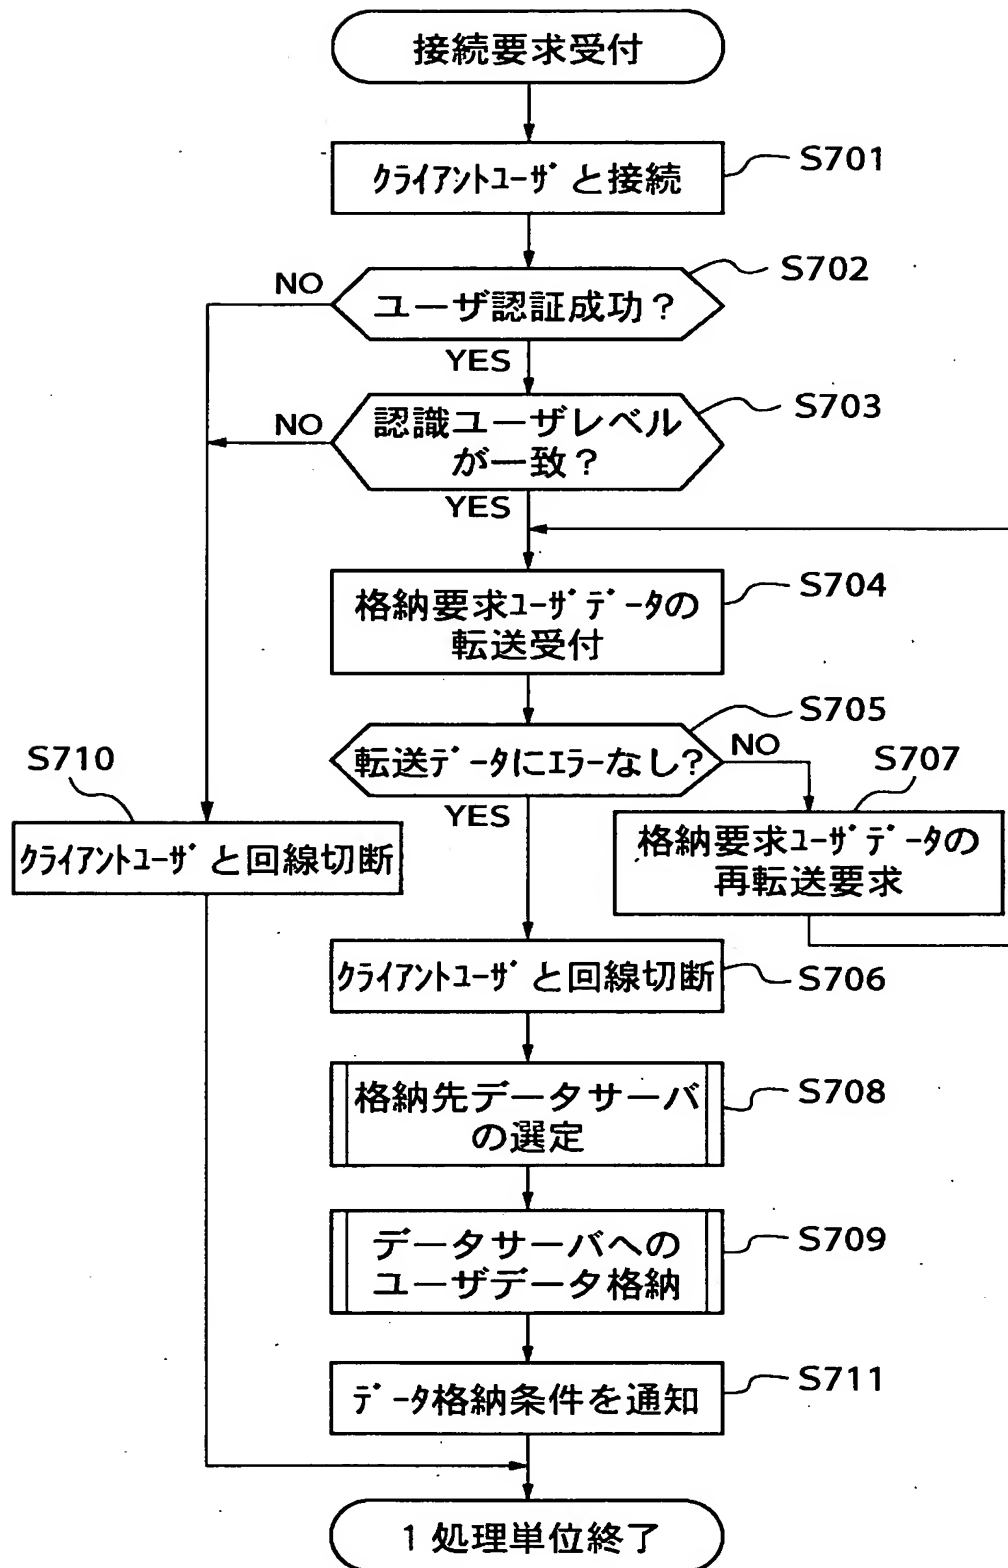 接続要求受付
クライアントユーザと接続
S701
S702
NO
ユーザ認証成功?
YES
S703
NO
認識ユーザレベル
が一致?
YES
S704
格納要求ユーザデータの
転送受付
S705
転送データにエラーなし?
NO
YES
S710
クライアントユーザと回線切断
S707
格納要求ユーザデータの
再転送要求
クライアントユーザと回線切断
S706
格納先データサーバ
の選定
S708
データサーバへの
ユーザデータ格納
S709
データ格納条件を通知
S711
1処理単位終了